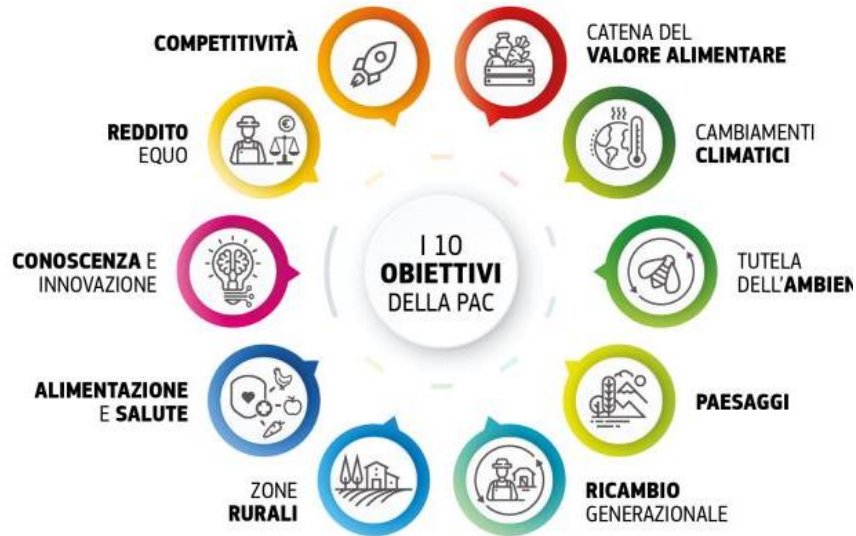 COMPETITIVITÀ
CATENA DEL
VALORE ALIMENTARE
REDDITO
EQUO
CAMBIAMENTI
CLIMATICI
CONOSCENZA E
INNOVAZIONE
I 10
OBIETTIVI
DELLA PAC
TUTELA
DELL'AMBIEN
ALIMENTAZIONE
E SALUTE
PAESAGGI
ZONE
RURALI
RICAMBIO
GENERAZIONALE